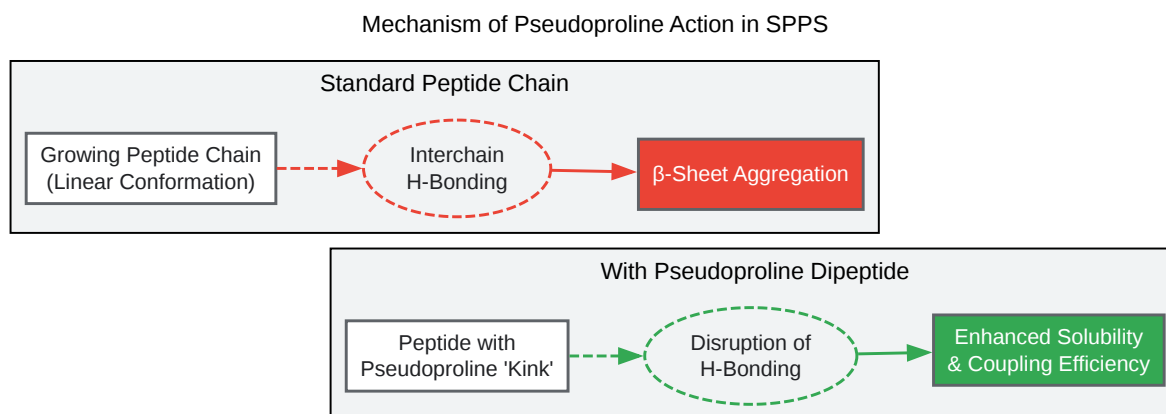 Mechanism of Pseudoproline Action in SPPS
Standard Peptide Chain
Growing Peptide Chain
(Linear Conformation)
Interchain
H-Bonding
β-Sheet Aggregation
With Pseudoproline Dipeptide
Peptide with
Pseudoproline 'Kink'
Disruption of
H-Bonding
Enhanced Solubility
& Coupling Efficiency